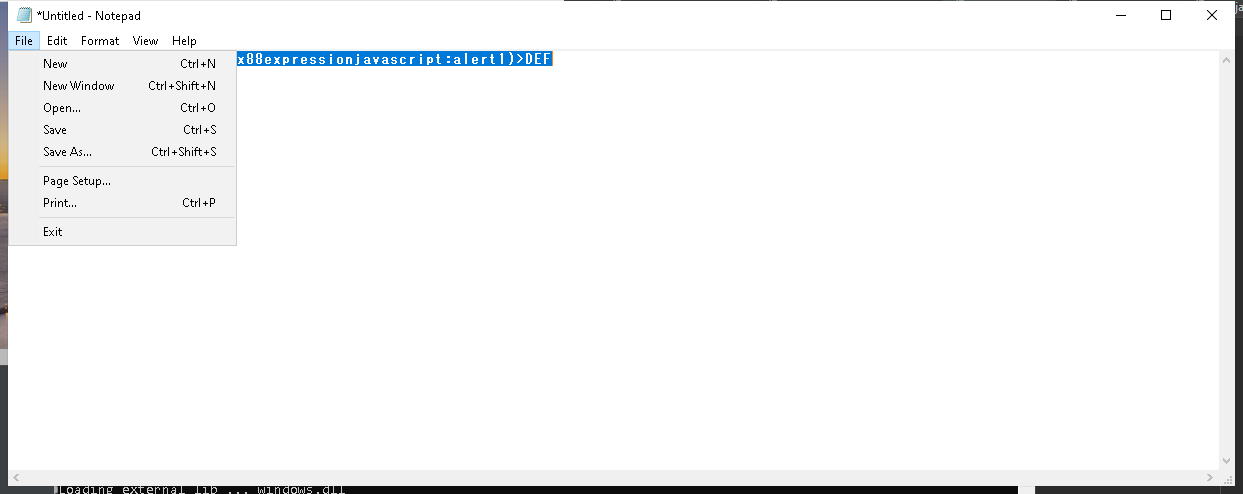 *Untitled - Notepad
File Edit Format View Help
x88expressionjavascript:alert1)>DEF
New Ctrl+N
New Window Ctrl+Shift+N
Open... Ctrl+O
Save Ctrl+S
Save As... Ctrl+Shift+S
Page Setup...
Print... Ctrl+P
Exit
Loading external lib ... windows.dll